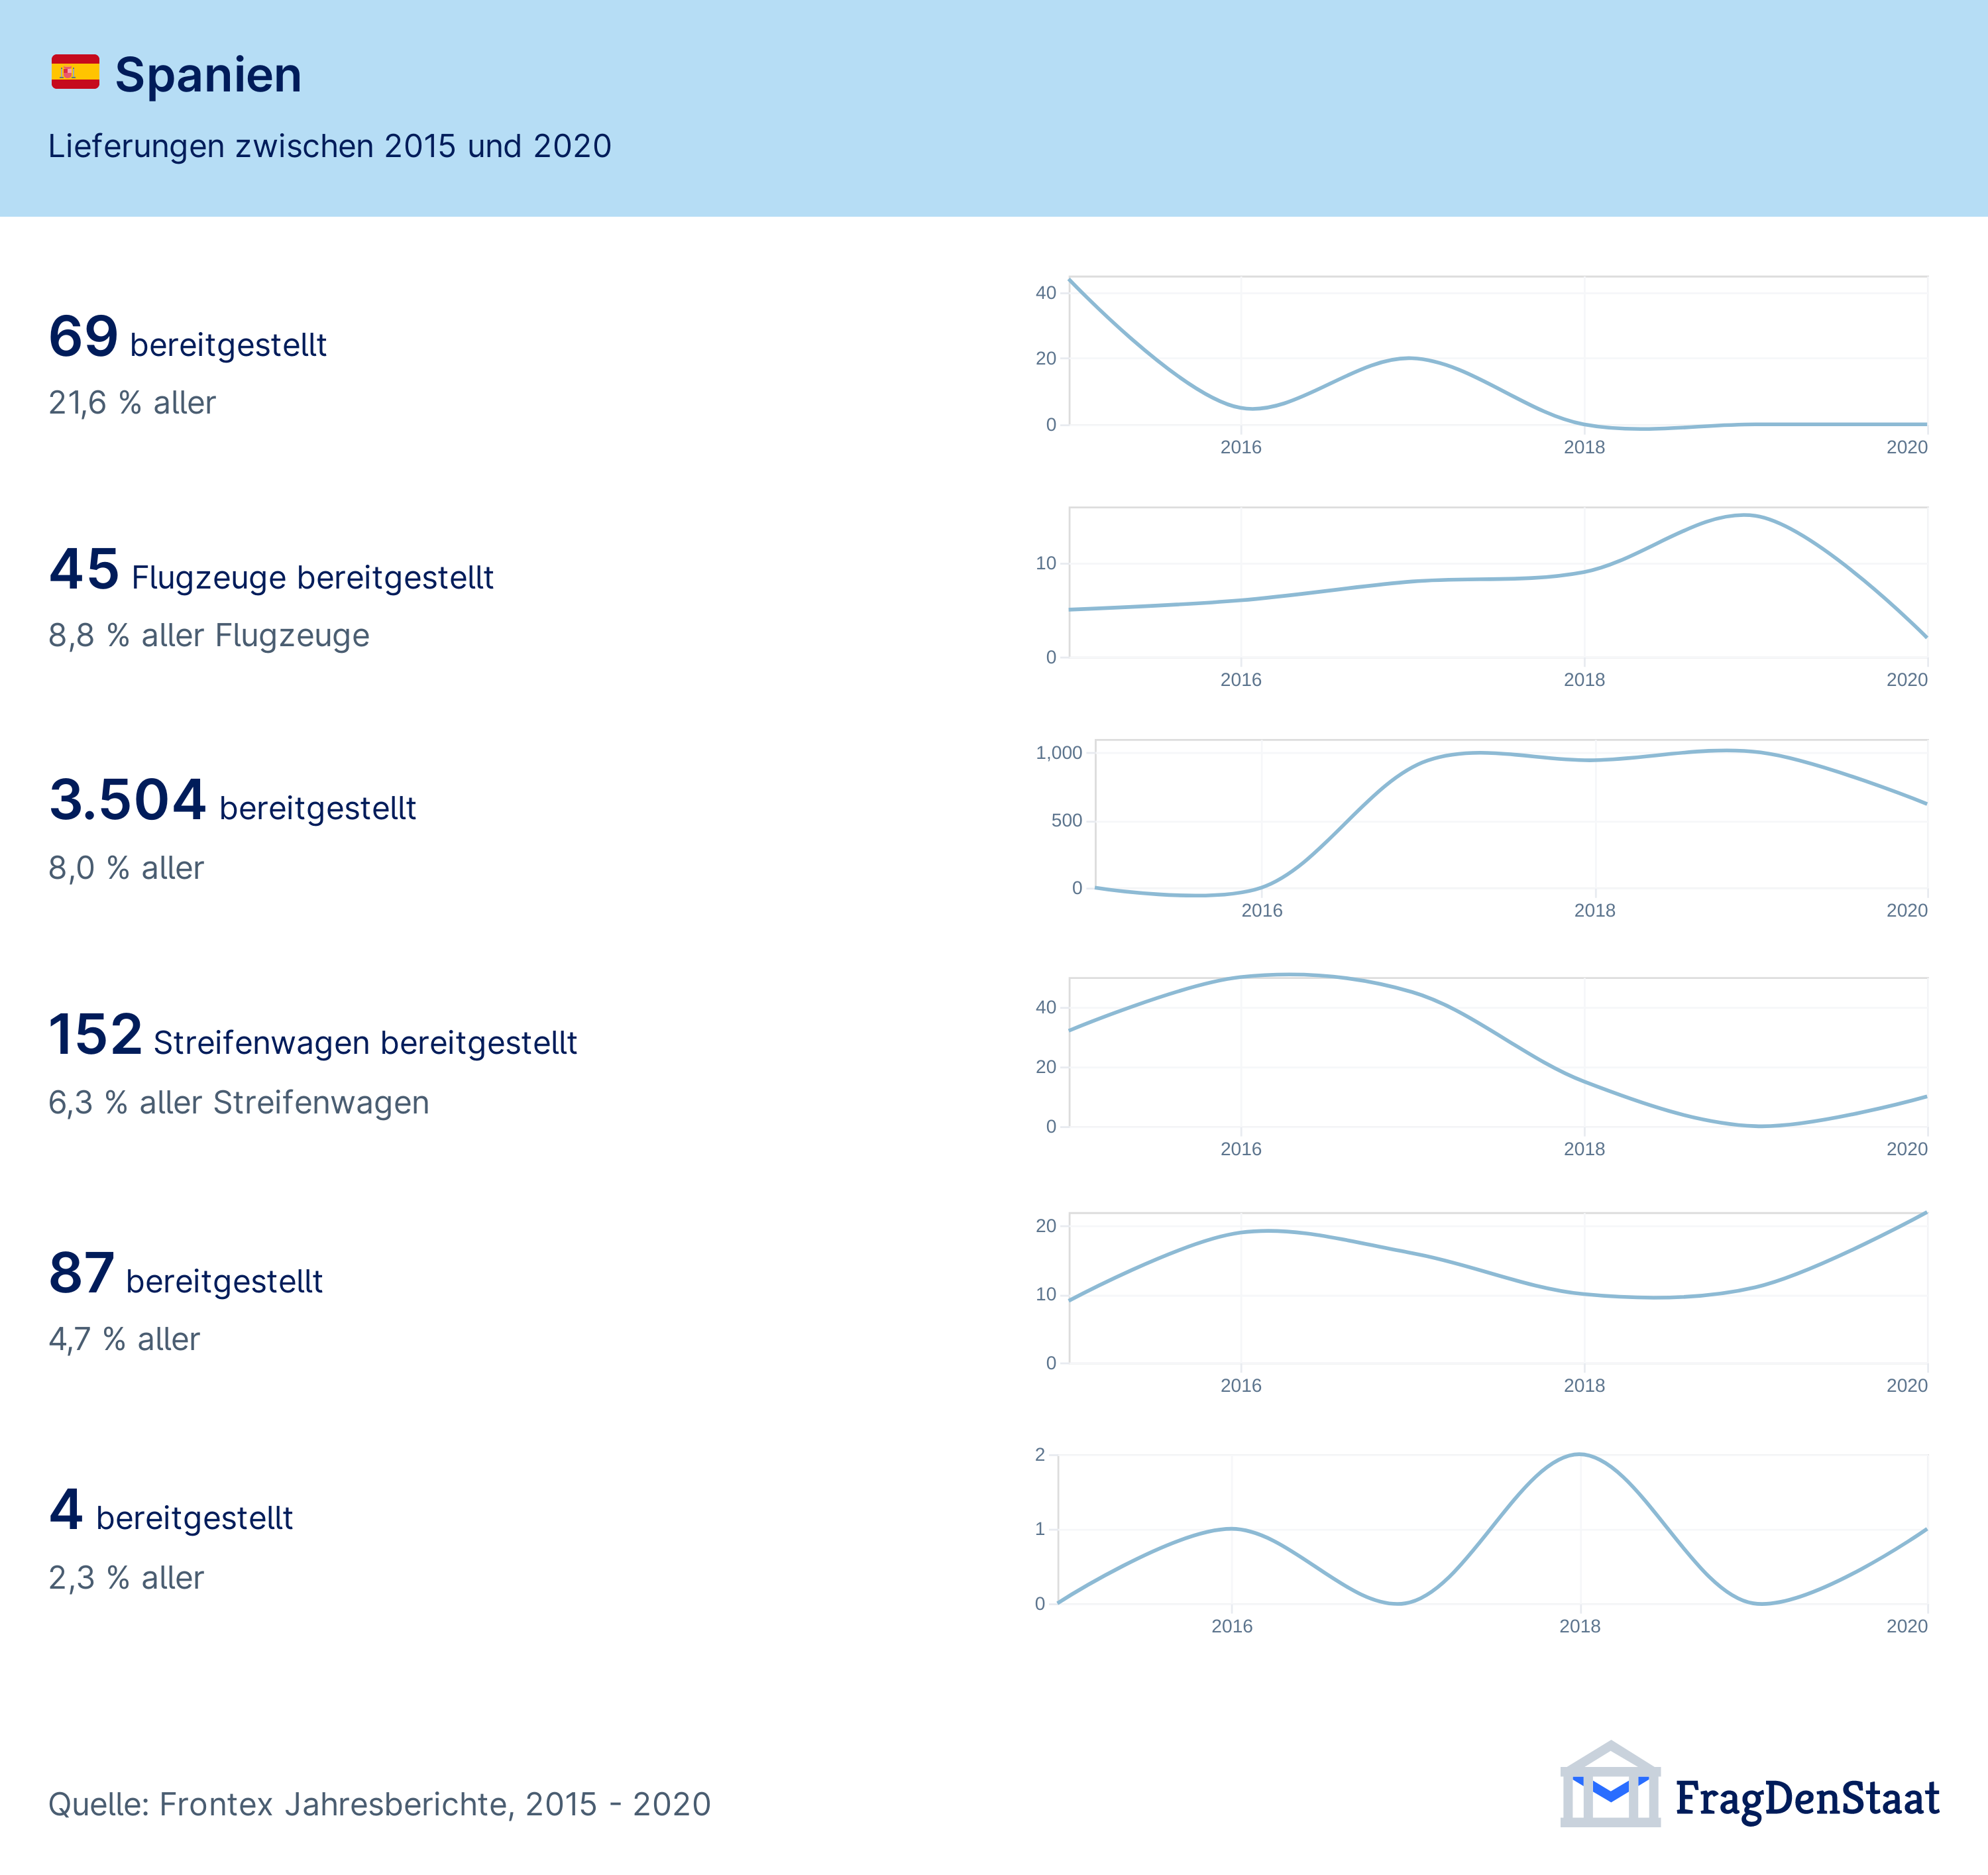 Spanien
Lieferungen zwischen 2015 und 2020
69 bereitgestellt
21,6 % aller
40
20
0
2016 2018 2020
45 Flugzeuge bereitgestellt
8,8 % aller Flugzeuge
10
0
2016 2018 2020
3.504 bereitgestellt
8,0 % aller
1,000
500
0
2016 2018 2020
152 Streifenwagen bereitgestellt
6,3 % aller Streifenwagen
40
20
0
2016 2018 2020
87 bereitgestellt
4,7 % aller
20
10
0
2016 2018 2020
4 bereitgestellt
2,3 % aller
2
1
0
2016 2018 2020
Quelle: Frontex Jahresberichte, 2015 - 2020
FragDenStaat